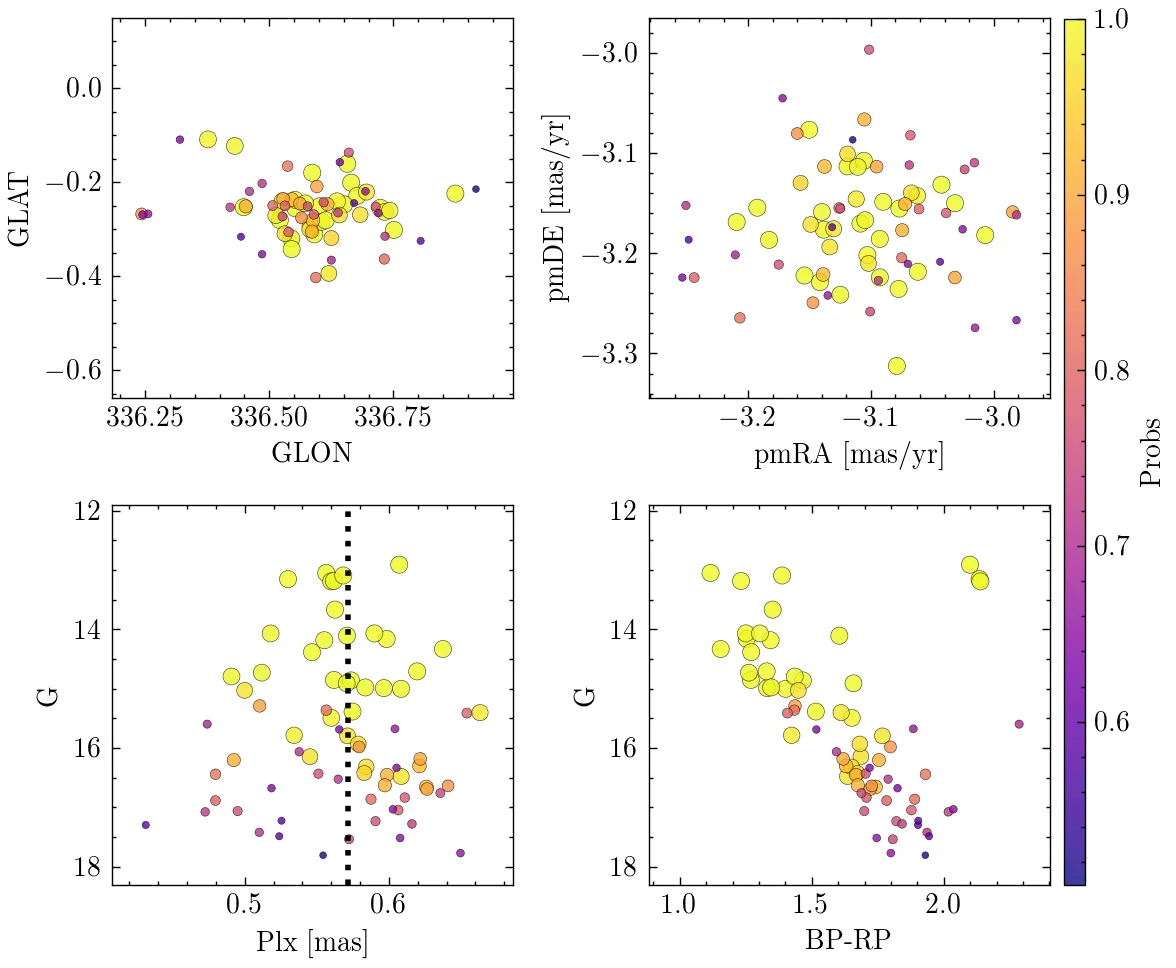 0.0
−0.2
−0.4
−0.6
GLAT
336.25 336.50 336.75
GLON
−3.0
−3.1
−3.2
−3.3
pmDE [mas/yr]
−3.2 −3.1 −3.0
pmRA [mas/yr]
12
14
16
18
G
0.5 0.6
Plx [mas]
12
14
16
18
G
1.0 1.5 2.0
BP-RP
1.0
0.9
0.8
0.7
0.6
Probs